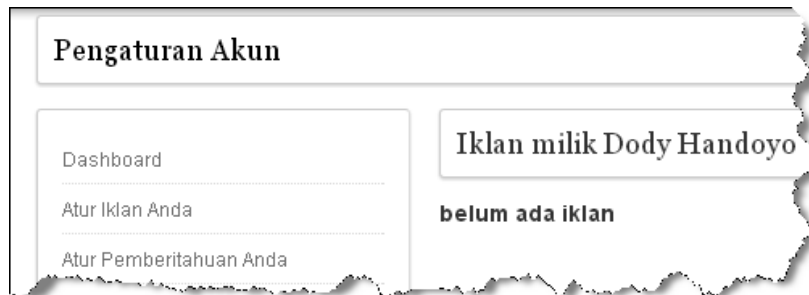 Pengaturan Akun
Dashboard
Atur Iklan Anda
Atur Pemberitahuan Anda
Iklan milik Dody Handoyo
belum ada iklan